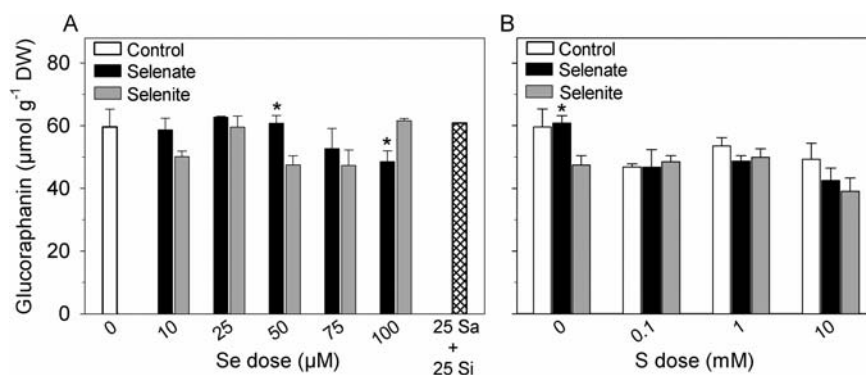 A
B
Control
Selenate
Selenite
Control
Selenate
Selenite
Glucoraphanin (µmol g⁻¹ DW)
80
60
40
20
0
*
*
*
0 10 25 50 75 100 25 Sa
+
25 Si
0 0.1 1 10
Se dose (µM)
S dose (mM)